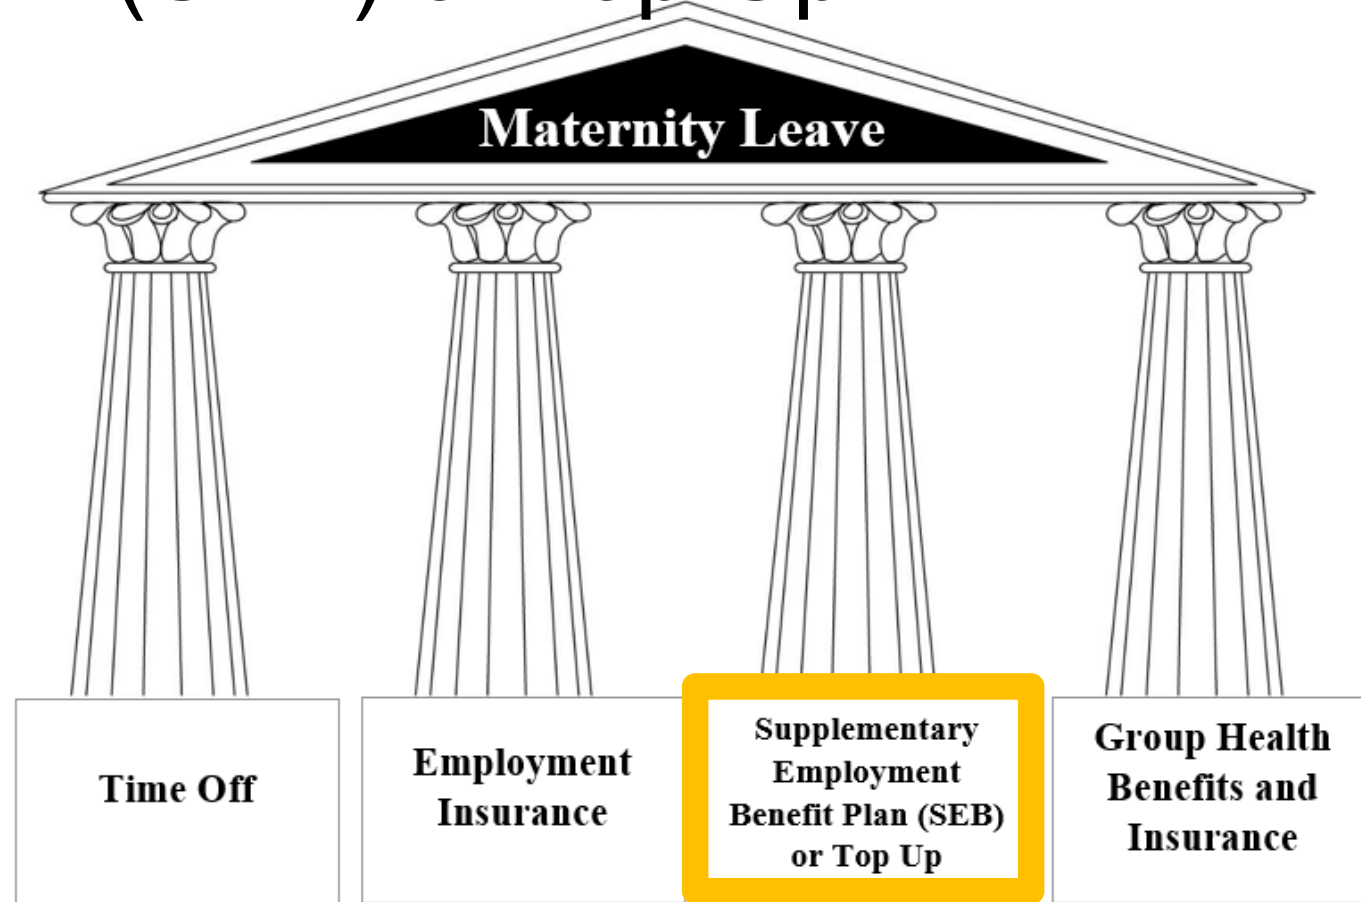 Maternity Leave
Time Off
Employment
Insurance
Supplementary
Employment
Benefit Plan (SEB)
or Top Up
Group Health
Benefits and
Insurance